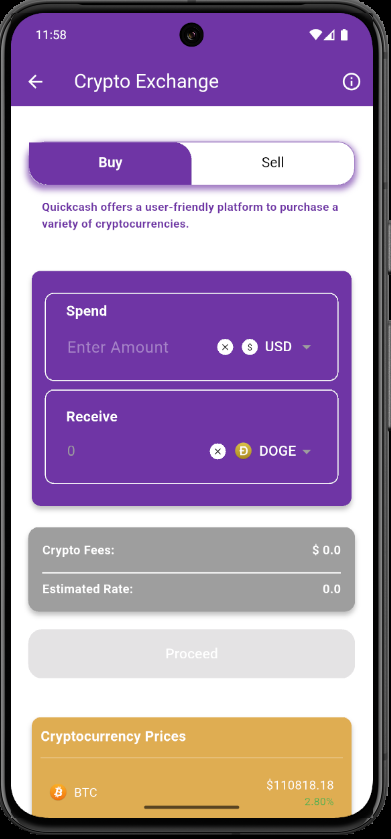 11:58
Crypto Exchange
Buy
Sell
Quickcash offers a user-friendly platform to purchase a
variety of cryptocurrencies.
Spend
Enter Amount
$ USD
Receive
0
Đ DOGE
Crypto Fees:
$ 0.0
Estimated Rate:
0.0
Proceed
Cryptocurrency Prices
BTC
$110818.18
2.80%